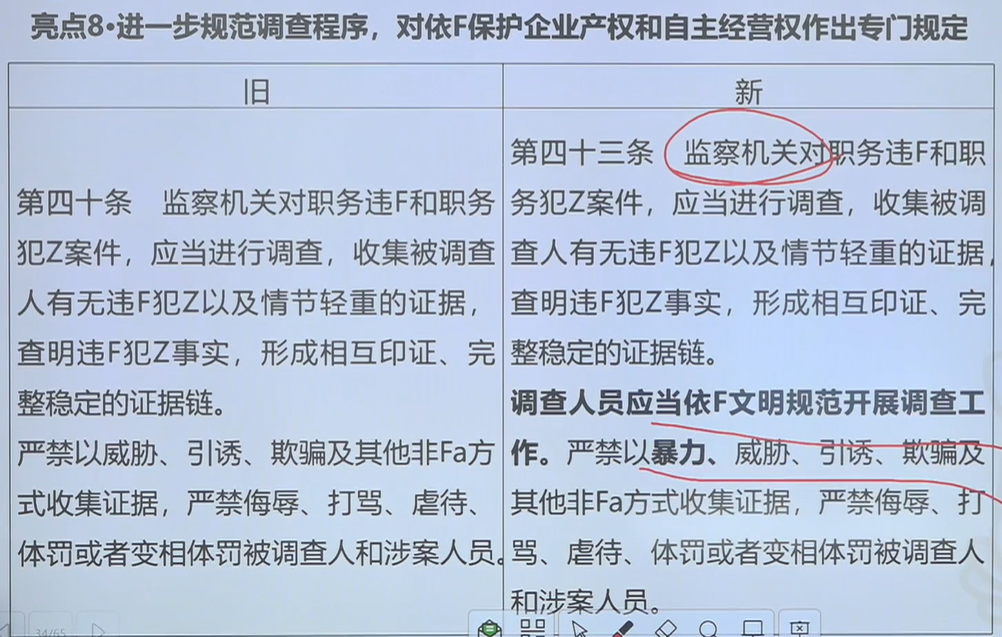 亮点8·进一步规范调查程序，对依F保护企业产权和自主经营权作出专门规定
旧
第四十条 监察机关对职务违F和职务
犯Z案件，应当进行调查，收集被调查
人有无违F犯Z以及情节轻重的证据，
查明违F犯Z事实，形成相互印证、完
整稳定的证据链。
严禁以威胁、引诱、欺骗及其他非Fa方
式收集证据，严禁侮辱、打骂、虐待、
体罚或者变相体罚被调查人和涉案人员。
新
第四十三条 监察机关对职务违F和职
务犯Z案件，应当进行调查，收集被调
查人有无违F犯Z以及情节轻重的证据，
查明违F犯Z事实，形成相互印证、完
整稳定的证据链。
调查人员应当依F文明规范开展调查工
作。严禁以暴力、威胁、引诱、欺骗及
其他非Fa方式收集证据，严禁侮辱、打
骂、虐待、体罚或者变相体罚被调查人
和涉案人员。
34/65